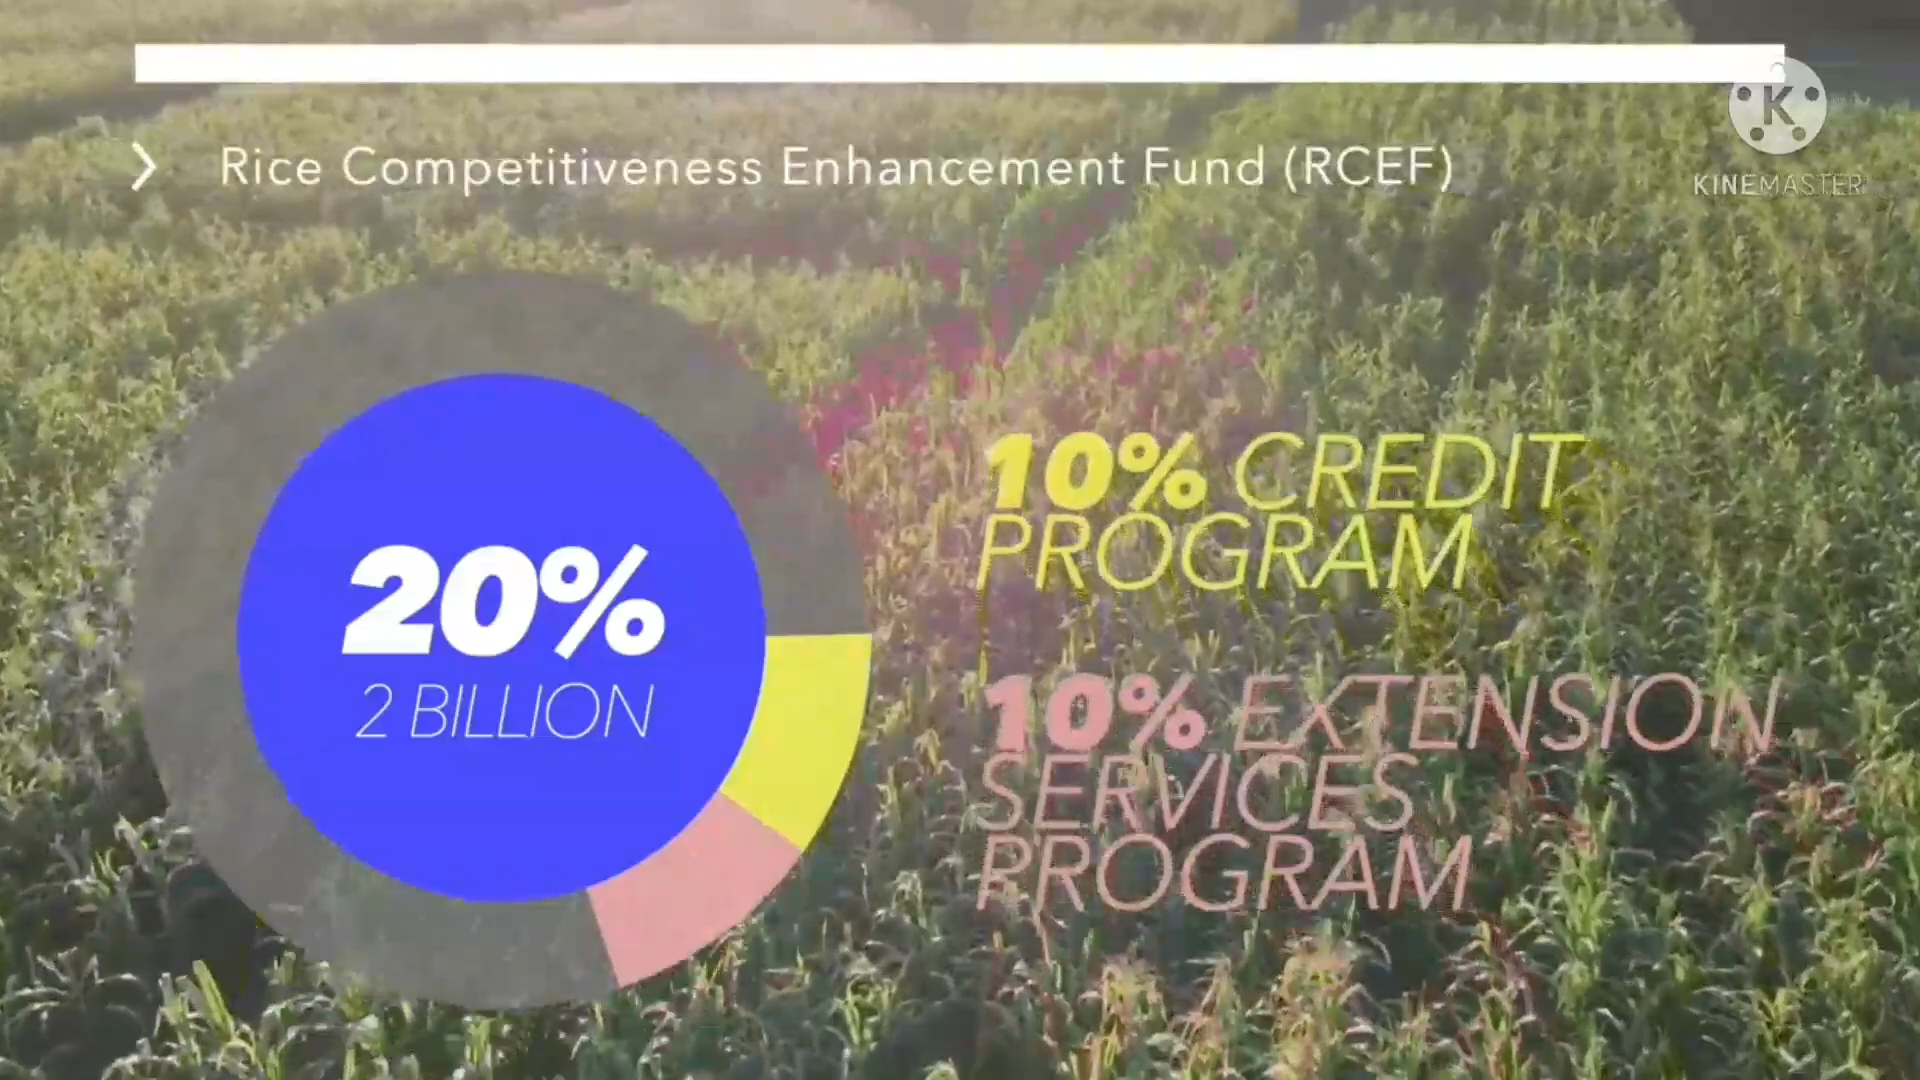 Rice Competitiveness Enhancement Fund (RCEF)
K
KINEMASTER
20%
2 BILLION
10% CREDIT
PROGRAM
10% EXTENSION
SERVICES
PROGRAM